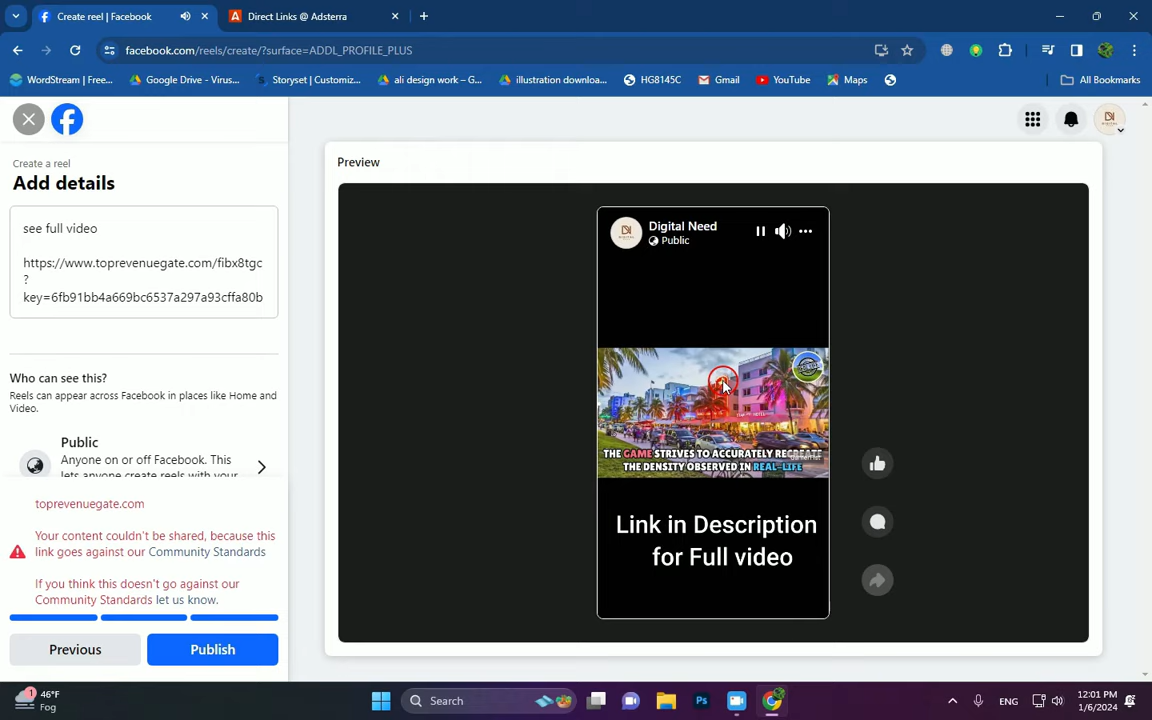 Create reel | Facebook
Direct Links @ Adsterra
facebook.com/reels/create/?surface=ADDL_PROFILE_PLUS
WordStream | Free...
Google Drive - Virus...
Storyset | Customiz...
ali design work – G...
illustration downloa...
HG8145C
Gmail
YouTube
Maps
All Bookmarks
Create a reel
Add details
see full video
https://www.toprevenuegate.com/fibx8tgc
?
key=6fb91bb4a669bc6537a297a93cffa80b
Who can see this?
Reels can appear across Facebook in places like Home and
Video.
Public
Anyone on or off Facebook. This
lets anyone create reels with your
toprevenuegate.com
Your content couldn't be shared, because this
link goes against our Community Standards
If you think this doesn't go against our
Community Standards let us know.
Previous
Publish
Preview
Digital Need
Public
THE GAME STRIVES TO ACCURATELY RECREATE
THE DENSITY OBSERVED IN REAL-LIFE
Link in Description
for Full video
1
46°F
Fog
Search
Ps
ENG
12:01 PM
1/6/2024